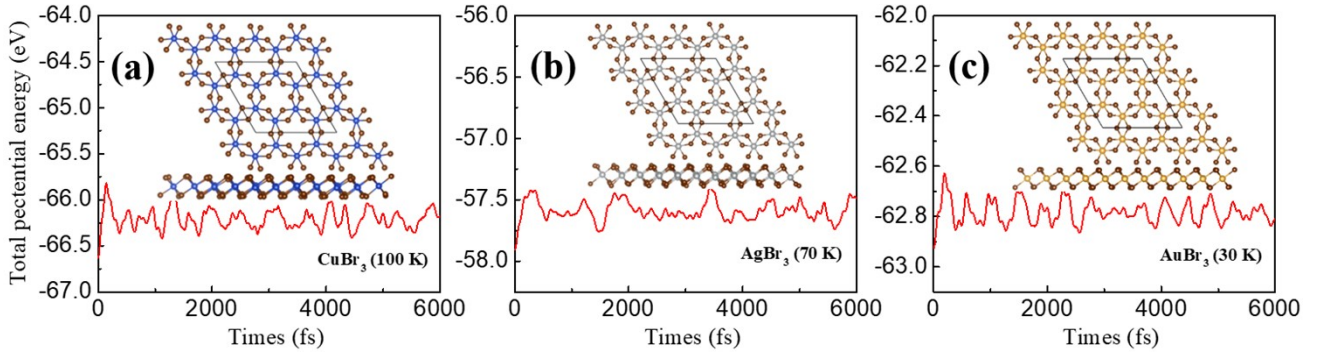 Total pectential energy (eV)
-64.0
-64.5
-65.0
-65.5
-66.0
-66.5
-67.0
(a)
CuBr3 (100 K)
0 2000 4000 6000
Times (fs)
-56.0
-56.5
-57.0
-57.5
-58.0
(b)
AgBr3 (70 K)
0 2000 4000 6000
Times (fs)
-62.0
-62.2
-62.4
-62.6
-62.8
-63.0
(c)
AuBr3 (30 K)
0 2000 4000 6000
Times (fs)